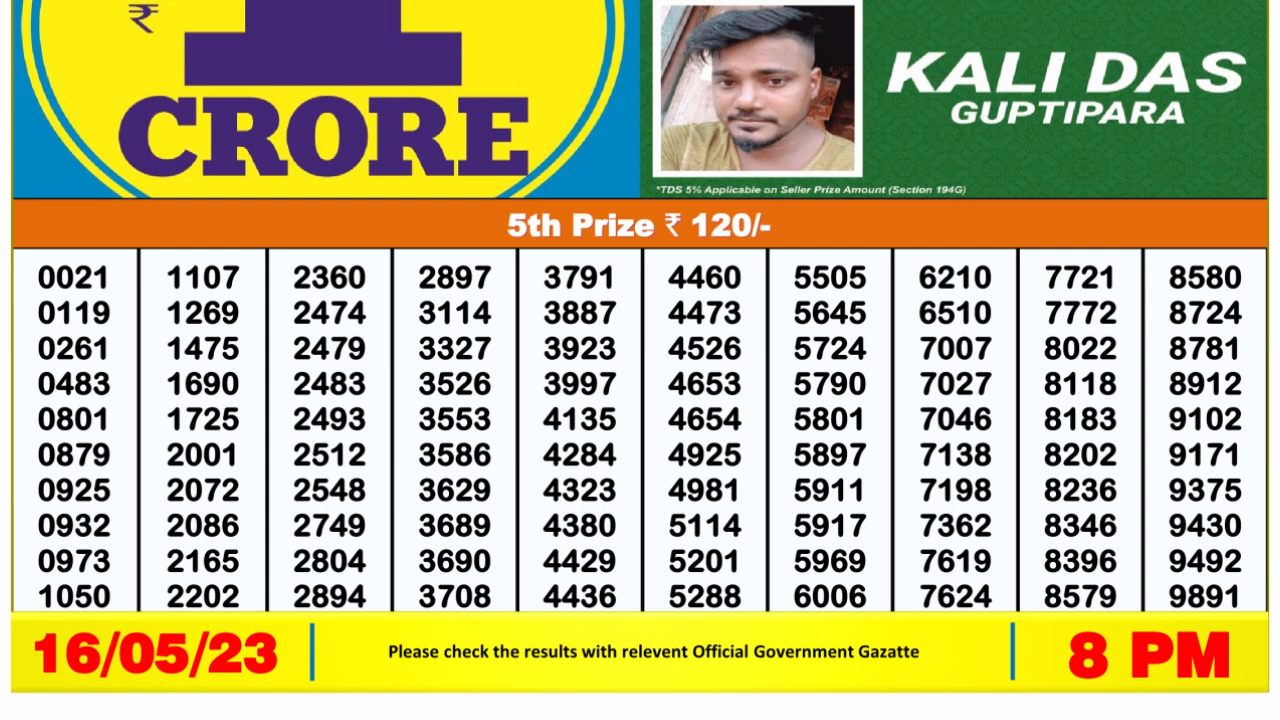 ₹ 1
CRORE
KALI DAS
GUPTIPARA
*TDS 5% Applicable on Seller Prize Amount (Section 194G)
5th Prize ₹ 120/-
0021 1107 2360 2897 3791 4460 5505 6210 7721 8580
0119 1269 2474 3114 3887 4473 5645 6510 7772 8724
0261 1475 2479 3327 3923 4526 5724 7007 8022 8781
0483 1690 2483 3526 3997 4653 5790 7027 8118 8912
0801 1725 2493 3553 4135 4654 5801 7046 8183 9102
0879 2001 2512 3586 4284 4925 5897 7138 8202 9171
0925 2072 2548 3629 4323 4981 5911 7198 8236 9375
0932 2086 2749 3689 4380 5114 5917 7362 8346 9430
0973 2165 2804 3690 4429 5201 5969 7619 8396 9492
1050 2202 2894 3708 4436 5288 6006 7624 8579 9891
16/05/23 Please check the results with relevent Official Government Gazatte 8 PM